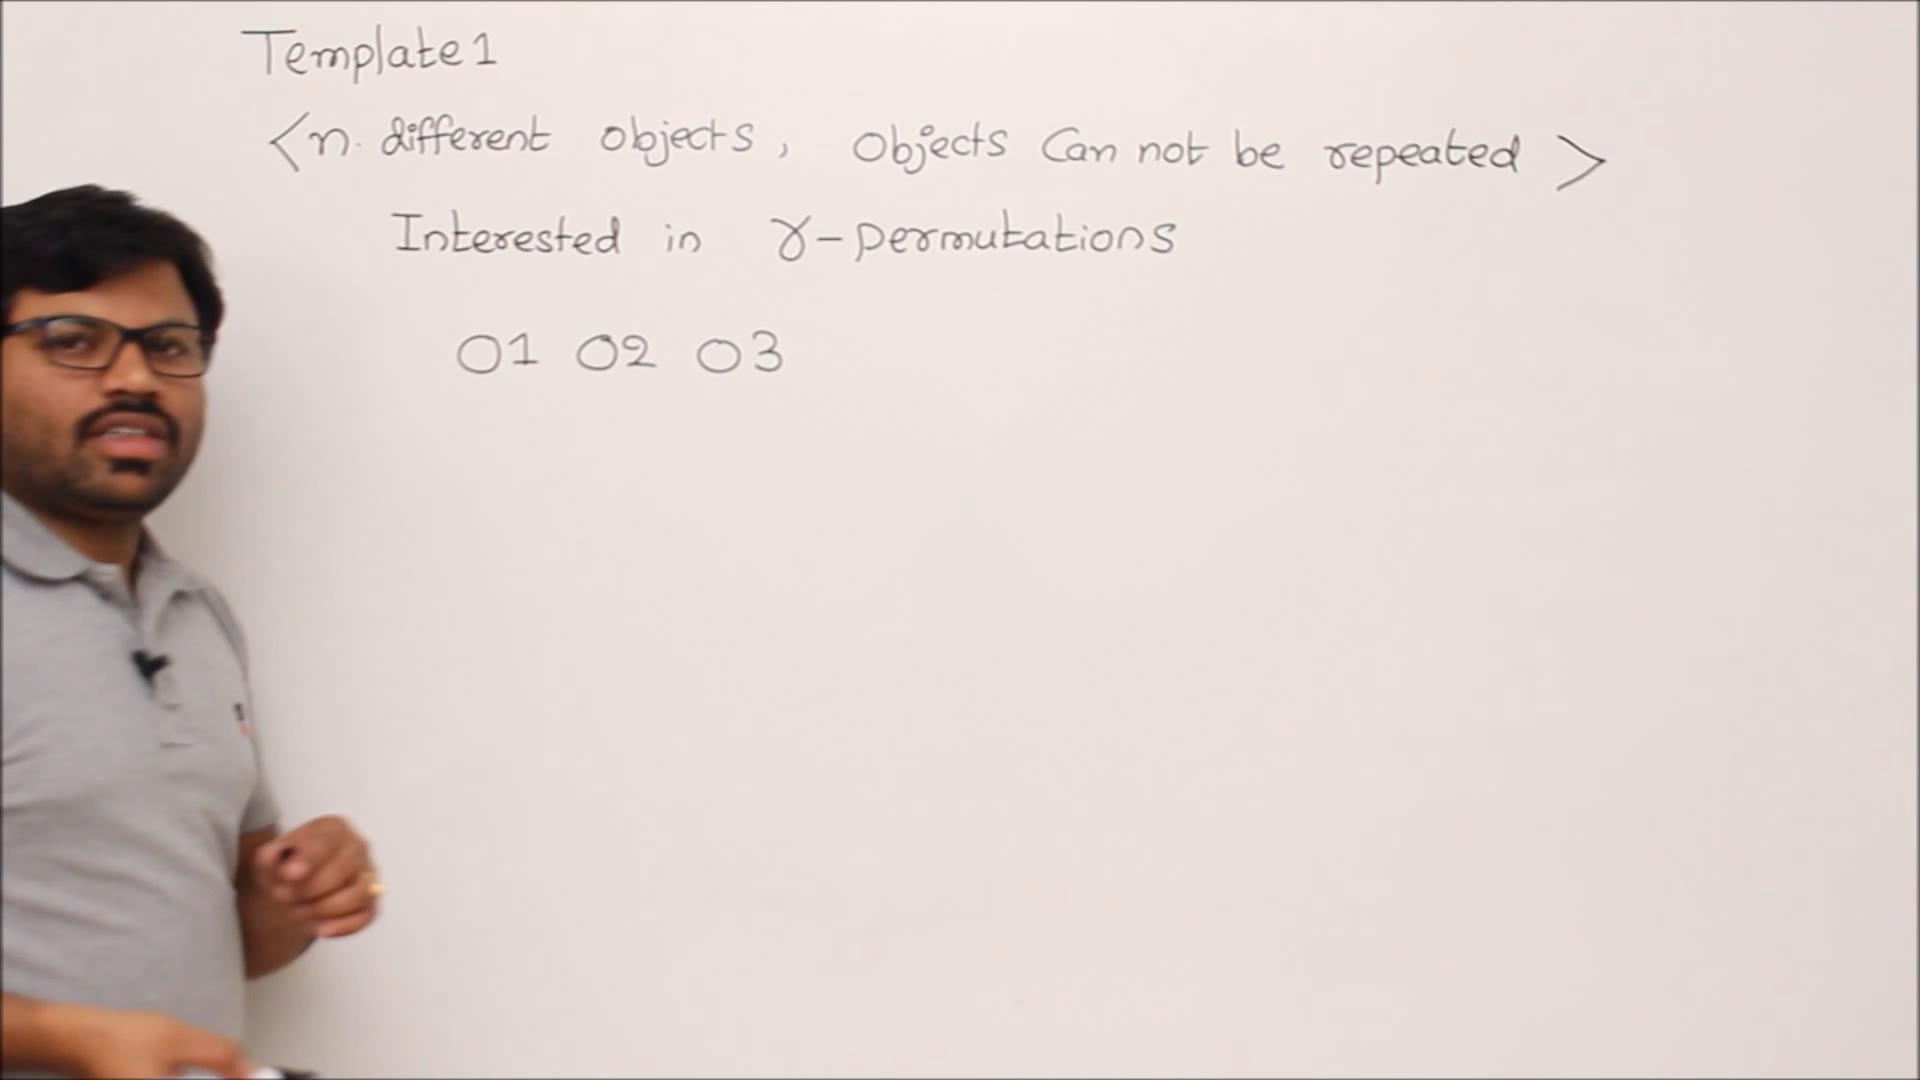 Template 1
<n. different objects, Objects Can not be repeated>
Interested in r-permutations
O1 O2 O3